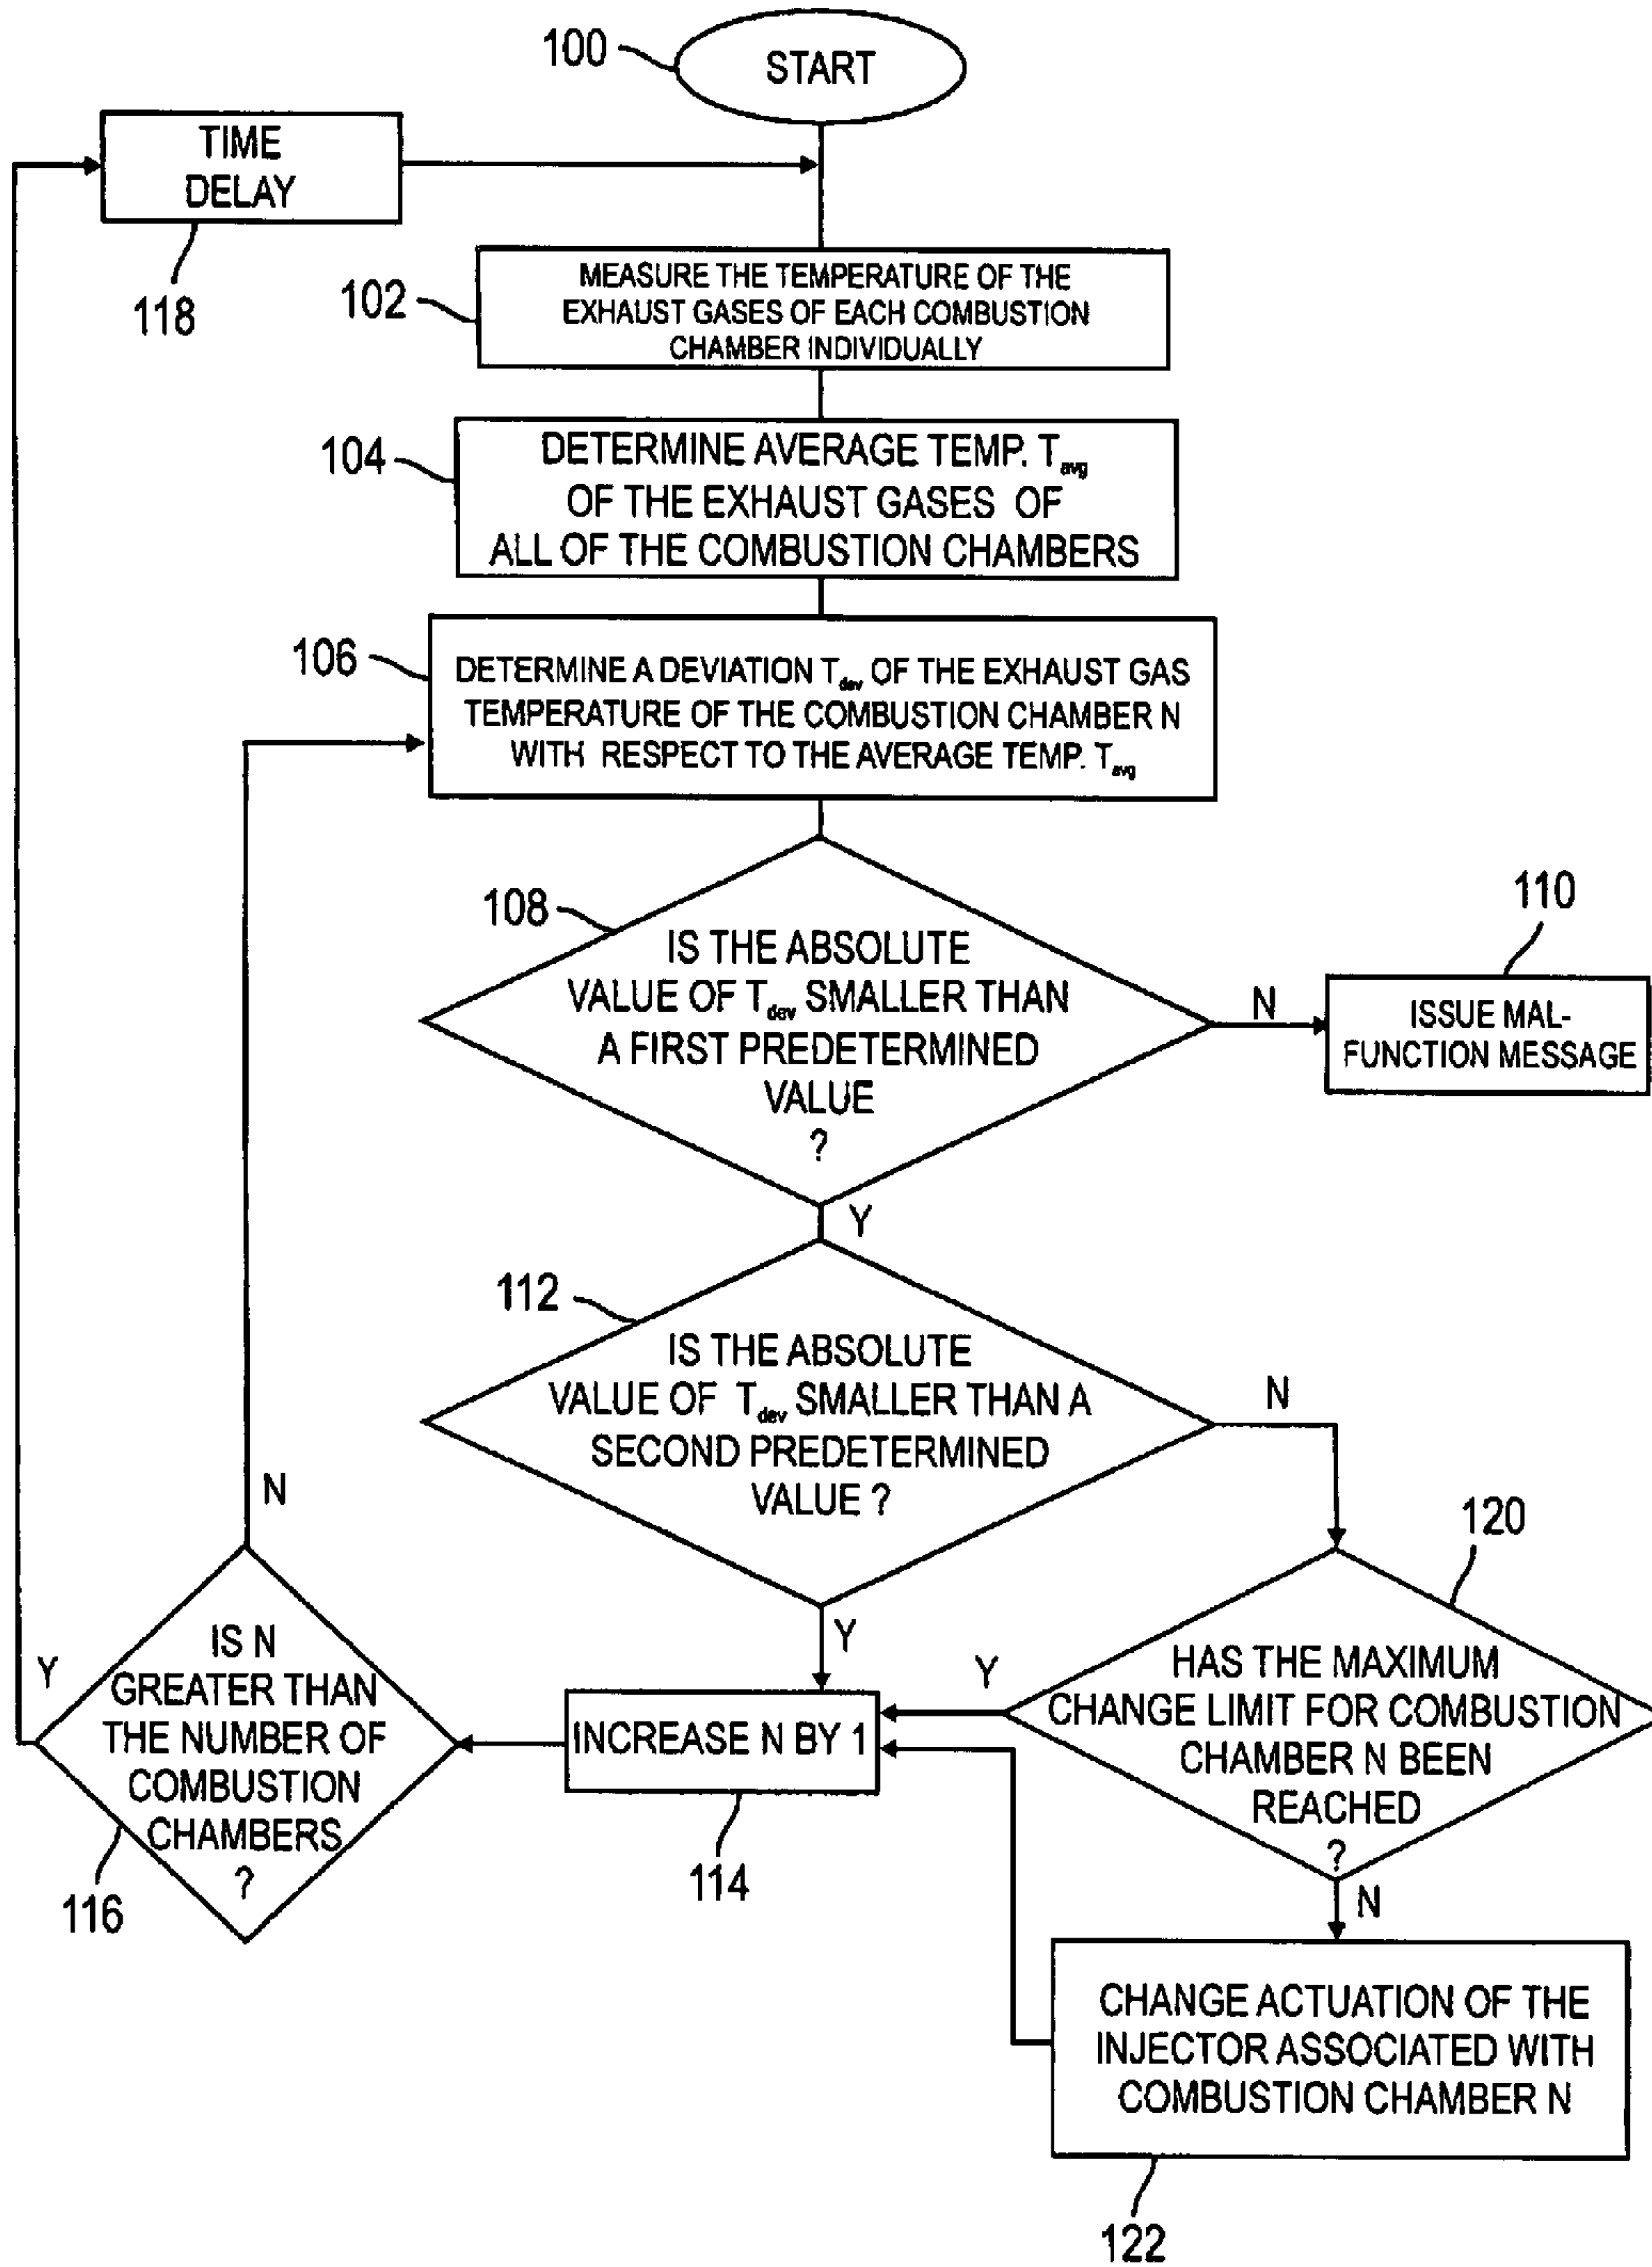 100
START
TIME
DELAY
118
102
MEASURE THE TEMPERATURE OF THE
EXHAUST GASES OF EACH COMBUSTION
CHAMBER INDIVIDUALLY
104
DETERMINE AVERAGE TEMP. Tavg
OF THE EXHAUST GASES OF
ALL OF THE COMBUSTION CHAMBERS
106
DETERMINE A DEVIATION Tdev OF THE EXHAUST GAS
TEMPERATURE OF THE COMBUSTION CHAMBER N
WITH RESPECT TO THE AVERAGE TEMP. Tavg
108
IS THE ABSOLUTE
VALUE OF Tdev SMALLER THAN
A FIRST PREDETERMINED
VALUE
?
N
110
ISSUE MAL-
FUNCTION MESSAGE
Y
112
IS THE ABSOLUTE
VALUE OF Tdev SMALLER THAN A
SECOND PREDETERMINED
VALUE ?
N
Y
120
HAS THE MAXIMUM
CHANGE LIMIT FOR COMBUSTION
CHAMBER N BEEN
REACHED
?
Y
N
INCREASE N BY 1
114
N
Y
IS N
GREATER THAN
THE NUMBER OF
COMBUSTION
CHAMBERS
?
116
CHANGE ACTUATION OF THE
INJECTOR ASSOCIATED WITH
COMBUSTION CHAMBER N
122